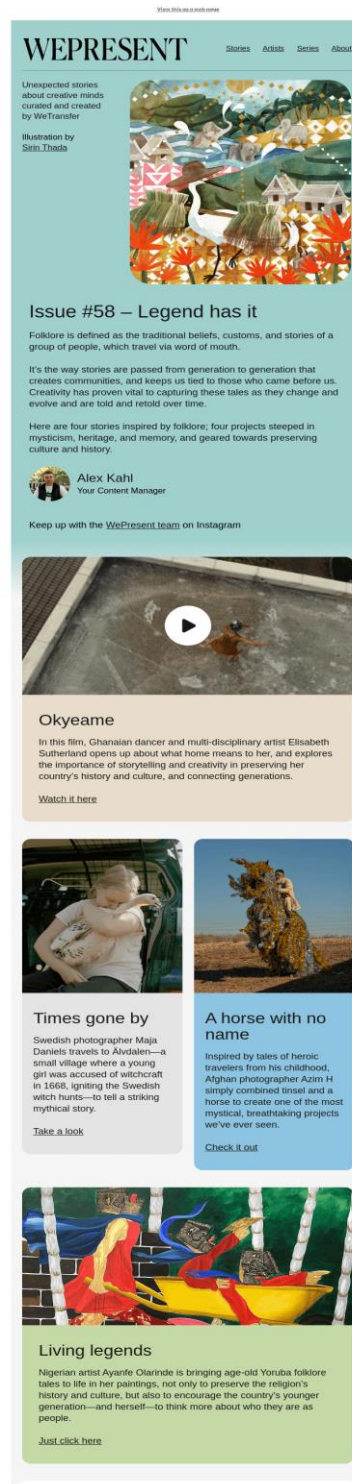 View this as a web page
WEPRESENT
Stories Artists Series About
Unexpected stories
about creative minds
curated and created
by WeTransfer
Illustration by
Sirin Thada
Issue #58 – Legend has it
Folklore is defined as the traditional beliefs, customs, and stories of a
group of people, which travel via word of mouth.
It's the way stories are passed from generation to generation that
creates communities, and keeps us tied to those who came before us.
Creativity has proven vital to capturing these tales as they change and
evolve and are told and retold over time.
Here are four stories inspired by folklore; four projects steeped in
mysticism, heritage, and memory, and geared towards preserving
culture and history.
Alex Kahl
Your Content Manager
Keep up with the WePresent team on Instagram
Okyeame
In this film, Ghanaian dancer and multi-disciplinary artist Elisabeth
Sutherland opens up about what home means to her, and explores
the importance of storytelling and creativity in preserving her
country's history and culture, and connecting generations.
Watch it here
Times gone by
Swedish photographer Maja
Daniels travels to Älvdalen—a
small village where a young
girl was accused of witchcraft
in 1668, igniting the Swedish
witch hunts—to tell a striking
mythical story.
Take a look
A horse with no
name
Inspired by tales of heroic
travelers from his childhood,
Afghan photographer Azim H
simply combined tinsel and a
horse to create one of the most
mystical, breathtaking projects
we've ever seen.
Check it out
Living legends
Nigerian artist Ayanfe Olarinde is bringing age-old Yoruba folklore
tales to life in her paintings, not only to preserve the religion's
history and culture, but also to encourage the country's younger
generation—and herself—to think more about who they are as
people.
Just click here